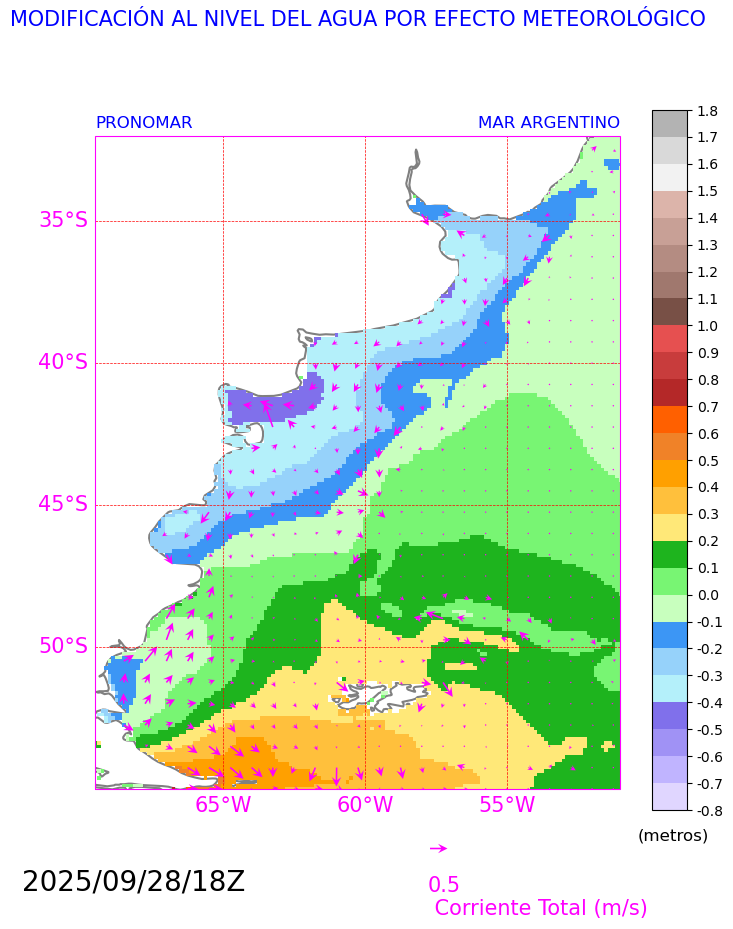 MODIFICACIÓN AL NIVEL DEL AGUA POR EFECTO METEOROLÓGICO
PRONOMAR
MAR ARGENTINO
35°S
40°S
45°S
50°S
65°W
60°W
55°W
1.8
1.7
1.6
1.5
1.4
1.3
1.2
1.1
1.0
0.9
0.8
0.7
0.6
0.5
0.4
0.3
0.2
0.1
0.0
-0.1
-0.2
-0.3
-0.4
-0.5
-0.6
-0.7
-0.8
(metros)
2025/09/28/18Z
0.5
Corriente Total (m/s)